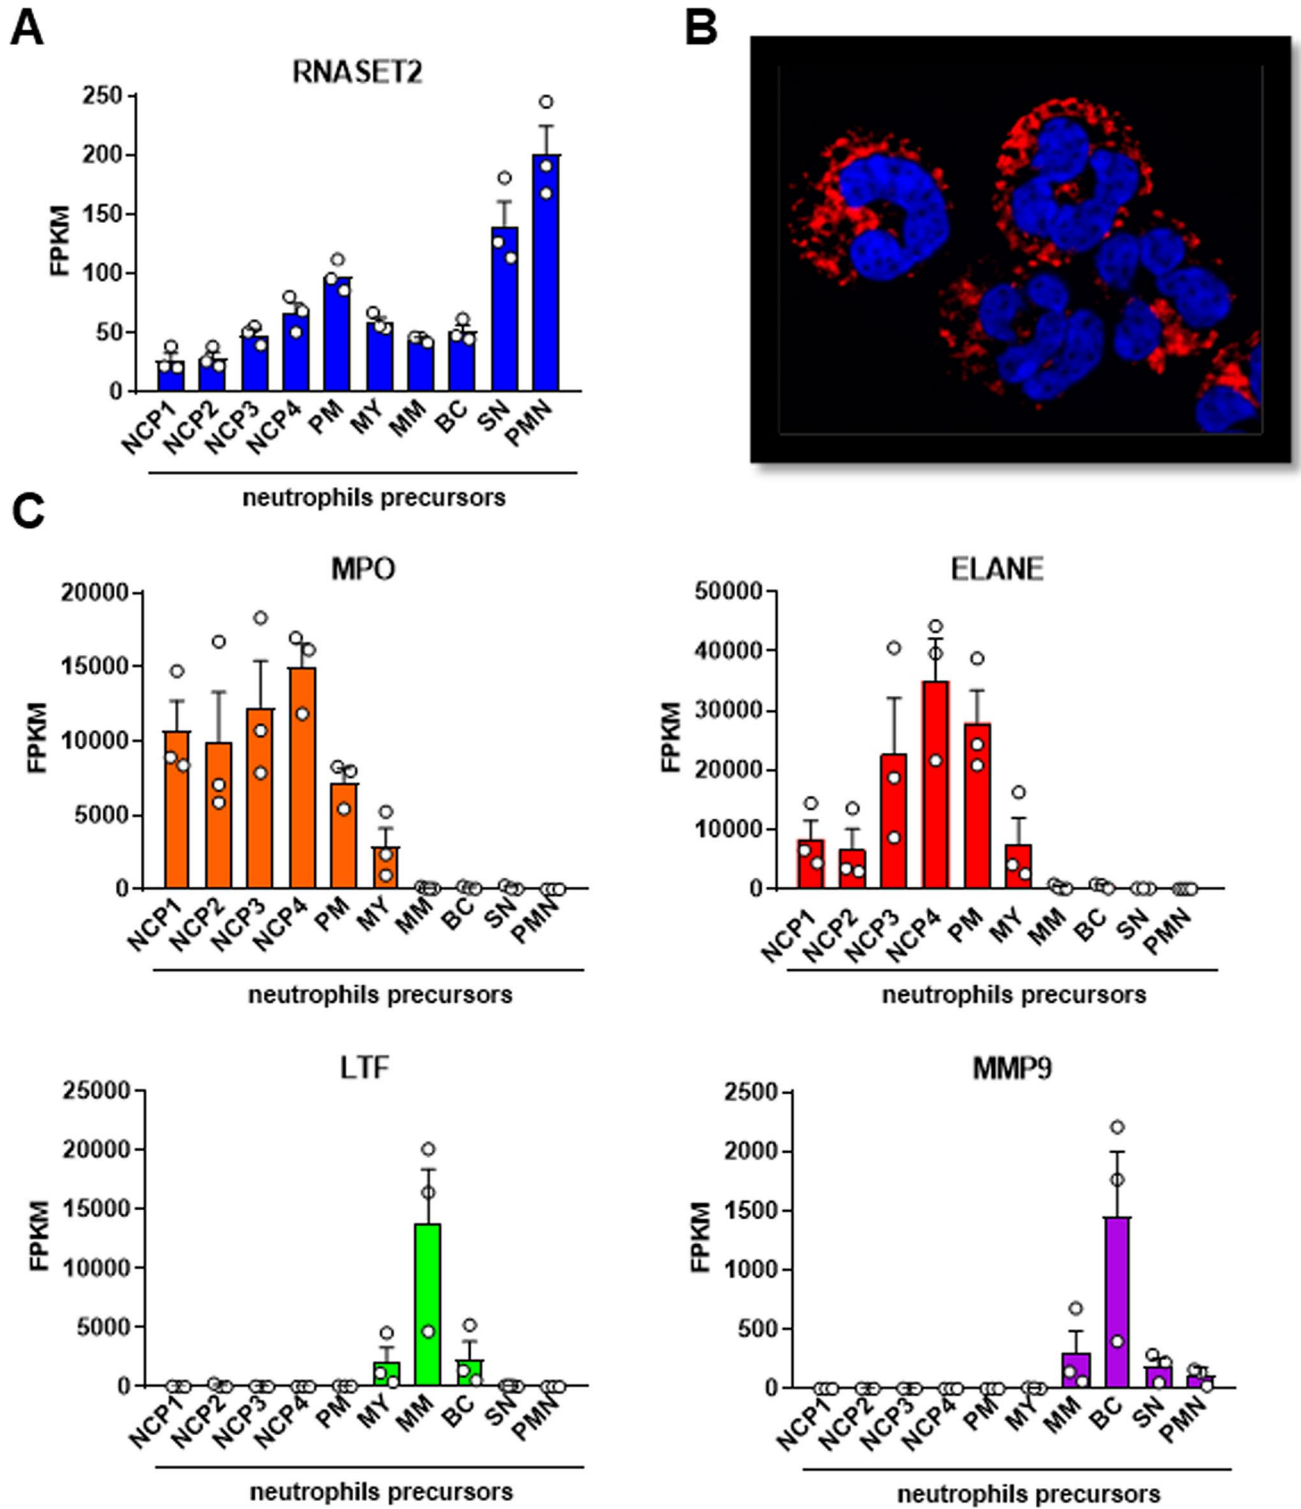 A
RNASET2
FPKM
250
200
150
100
50
0
NCP1 NCP2 NCP3 NCP4 PM MY MM BC SN PMN
neutrophils precursors
B
C
MPO
FPKM
20000
15000
10000
5000
0
NCP1 NCP2 NCP3 NCP4 PM MY MM BC SN PMN
neutrophils precursors
ELANE
FPKM
50000
40000
30000
20000
10000
0
NCP1 NCP2 NCP3 NCP4 PM MY MM BC SN PMN
neutrophils precursors
LTF
FPKM
25000
20000
15000
10000
5000
0
NCP1 NCP2 NCP3 NCP4 PM MY MM BC SN PMN
neutrophils precursors
MMP9
FPKM
2500
2000
1500
1000
500
0
NCP1 NCP2 NCP3 NCP4 PM MY MM BC SN PMN
neutrophils precursors